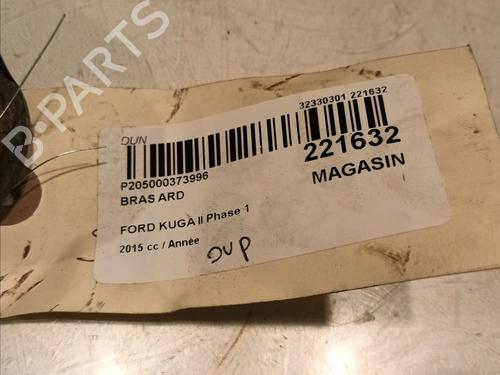 B-PARTS
32330301 221632
DUN
221632
P205000373996
MAGASIN
BRAS ARD
FORD KUGA II Phase 1
2015 cc / Année